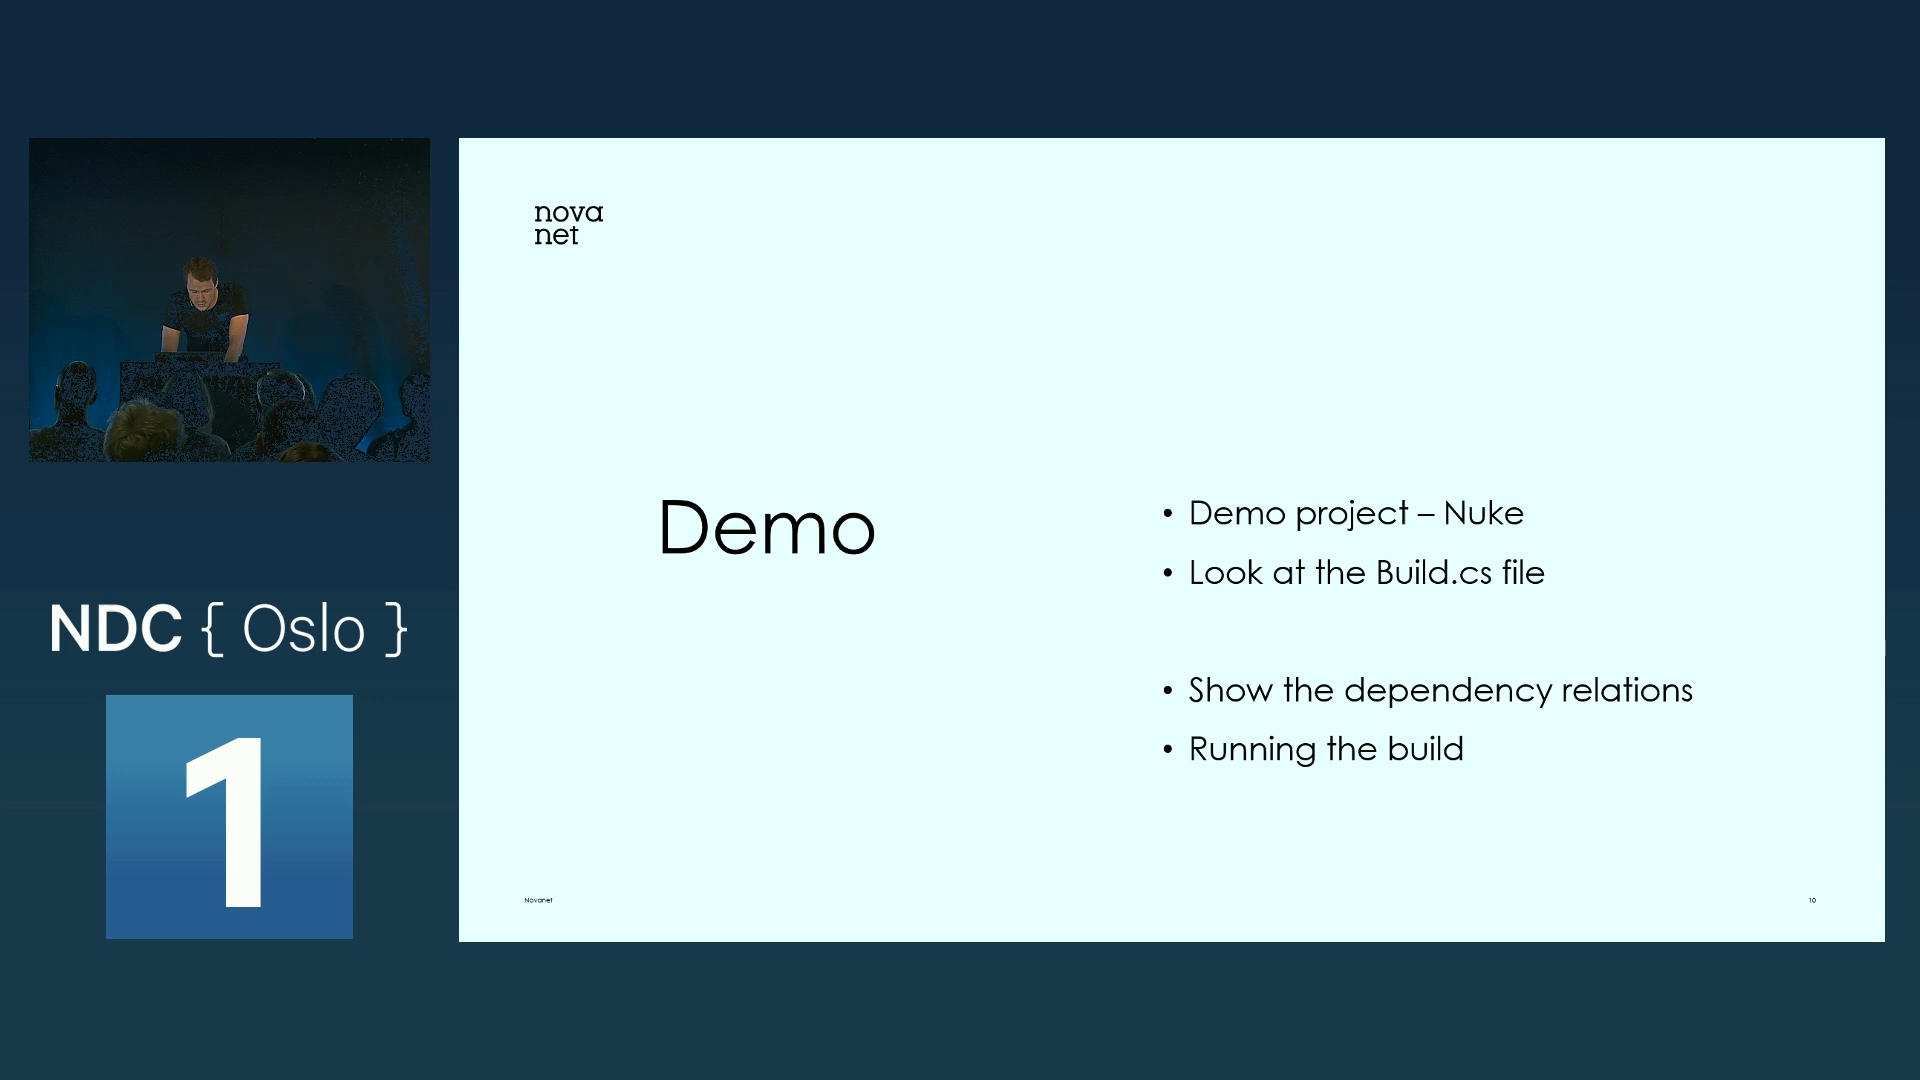 nova
net
Demo
• Demo project – Nuke
• Look at the Build.cs file
• Show the dependency relations
• Running the build
NDC { Oslo }
1
Novanet
10